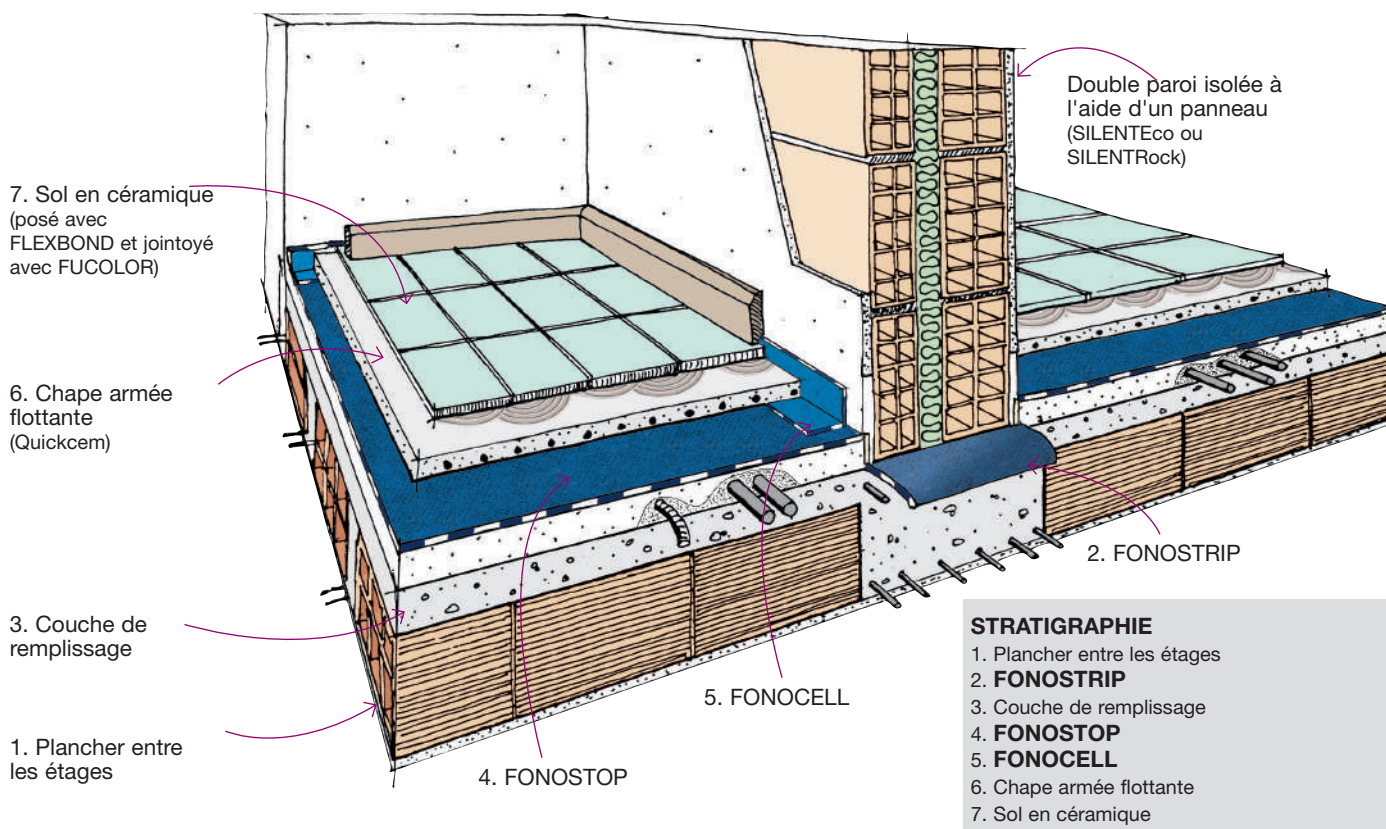 Double paroi isolée à
l'aide d'un panneau
(SILENTEco ou
SILENTRock)
7. Sol en céramique
(posé avec
FLEXBOND et jointoyé
avec FUCOLOR)
6. Chape armée
flottante
(Quickcem)
3. Couche de
remplissage
1. Plancher entre
les étages
4. FONOSTOP
5. FONOCELL
2. FONOSTRIP
STRATIGRAPHIE
1. Plancher entre les étages
2. FONOSTRIP
3. Couche de remplissage
4. FONOSTOP
5. FONOCELL
6. Chape armée flottante
7. Sol en céramique